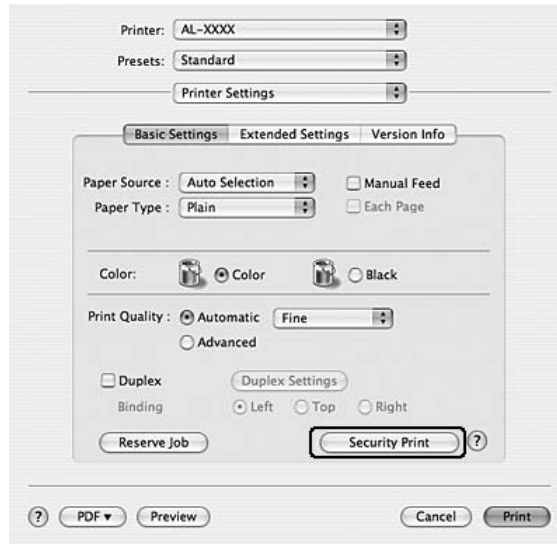 Printer: AL-XXXX
Presets: Standard
Printer Settings
Basic Settings Extended Settings Version Info
Paper Source : Auto Selection Manual Feed
Paper Type : Plain Each Page
Color: Color Black
Print Quality : Automatic Fine
Advanced
Duplex Duplex Settings
Binding Left Top Right
Reserve Job Security Print ?
? PDF ▼ Preview Cancel Print